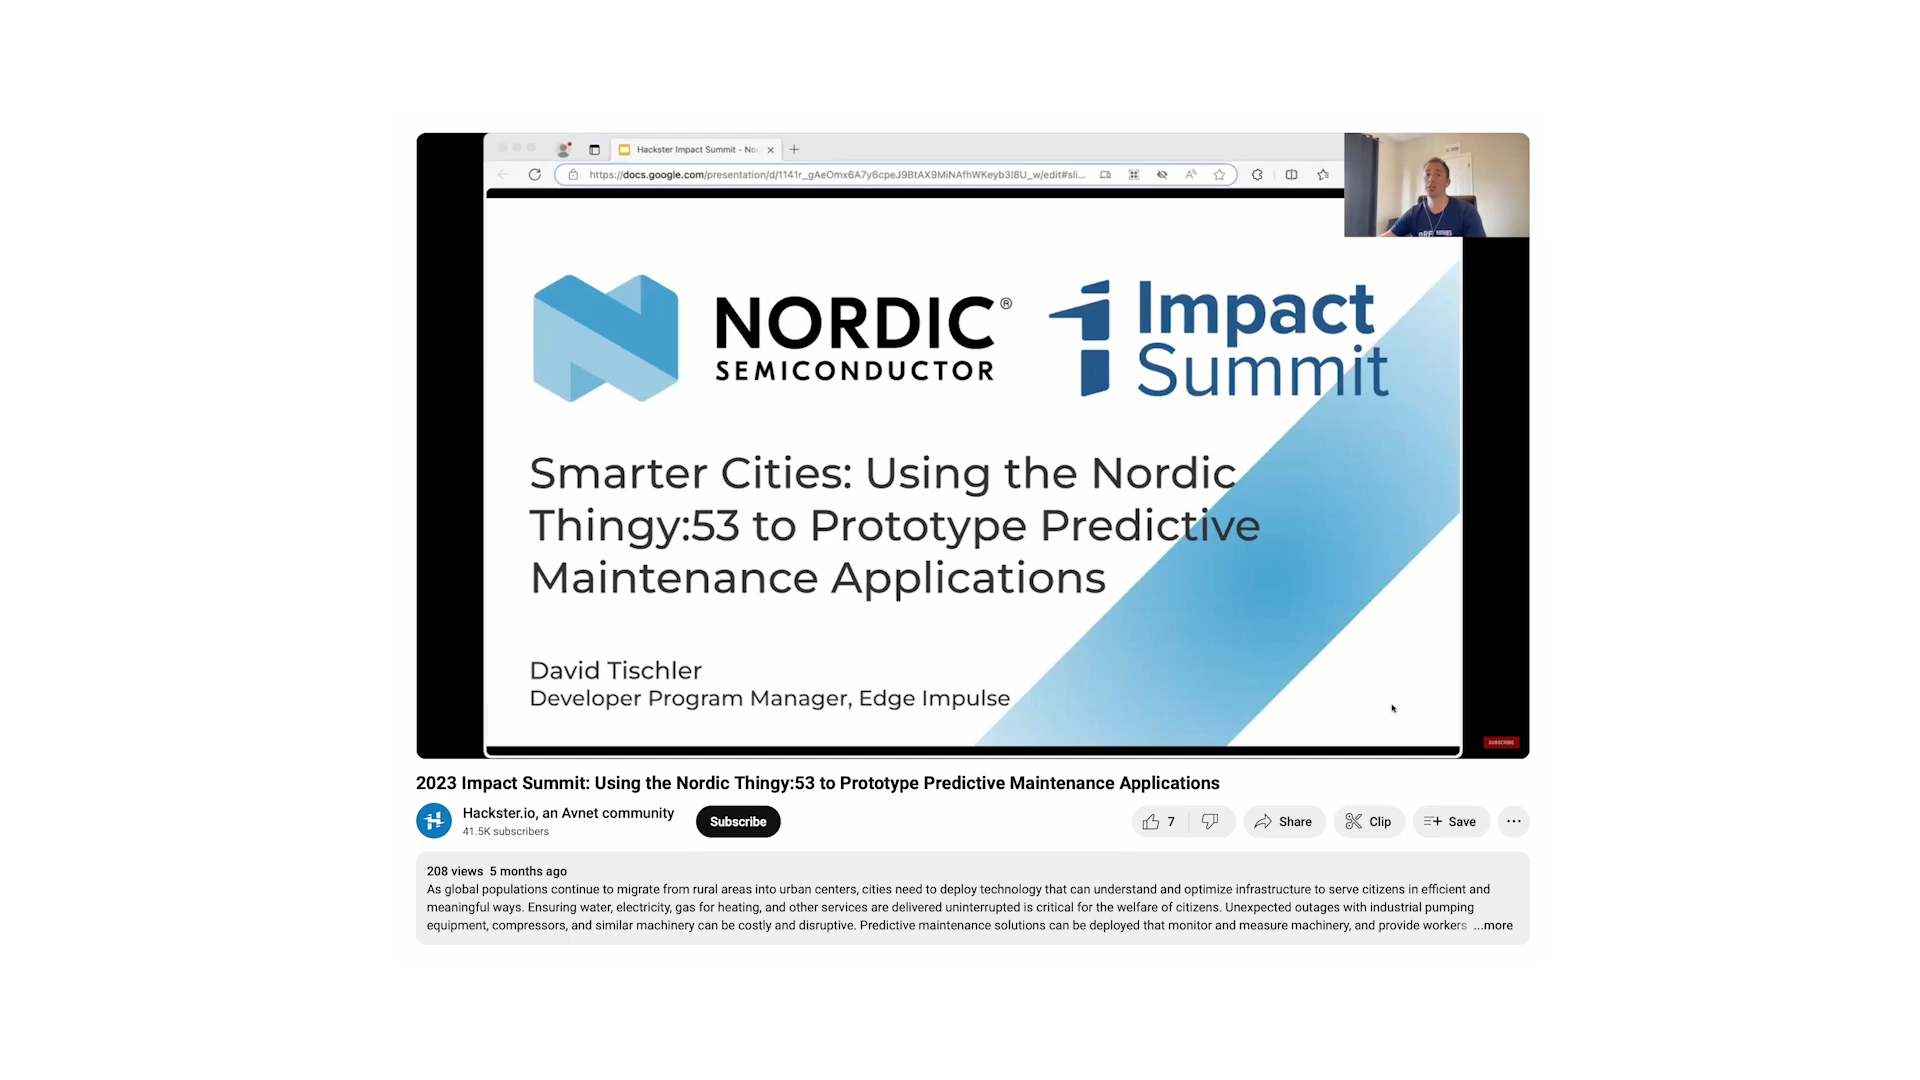 Hackster Impact Summit - No
https://docs.google.com/presentation/d/1141r_gAeOmx6A7y6cpeJ9BtAX9MiNAfhWKeyb3I8U_w/edit#sli...
NORDIC®
SEMICONDUCTOR
Impact
Summit
Smarter Cities: Using the Nordic
Thingy:53 to Prototype Predictive
Maintenance Applications
David Tischler
Developer Program Manager, Edge Impulse
SUBSCRIBE
2023 Impact Summit: Using the Nordic Thingy:53 to Prototype Predictive Maintenance Applications
Hackster.io, an Avnet community
41.5K subscribers
Subscribe
7
Share
Clip
Save
208 views 5 months ago
As global populations continue to migrate from rural areas into urban centers, cities need to deploy technology that can understand and optimize infrastructure to serve citizens in efficient and
meaningful ways. Ensuring water, electricity, gas for heating, and other services are delivered uninterrupted is critical for the welfare of citizens. Unexpected outages with industrial pumping
equipment, compressors, and similar machinery can be costly and disruptive. Predictive maintenance solutions can be deployed that monitor and measure machinery, and provide workers ...more